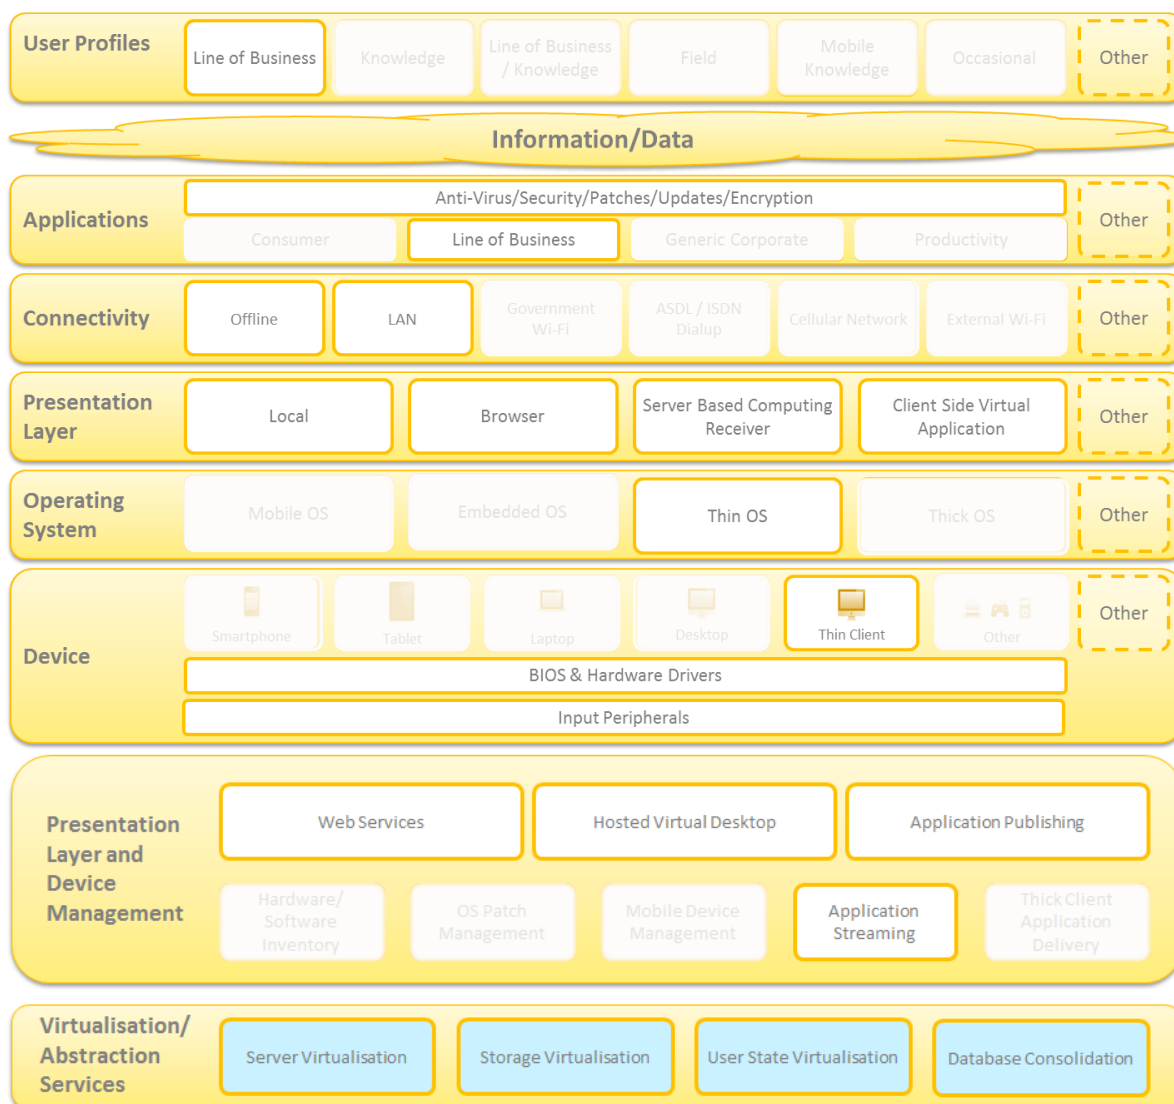 User Profiles
Line of Business
Knowledge
Line of Business
/ Knowledge
Field
Mobile
Knowledge
Occasional
Other
Information/Data
Applications
Anti-Virus/Security/Patches/Updates/Encryption
Consumer
Line of Business
Generic Corporate
Productivity
Other
Connectivity
Offline
LAN
Government
Wi-Fi
ASDL / ISDN
Dialup
Cellular Network
External Wi-Fi
Other
Presentation
Layer
Local
Browser
Server Based Computing
Receiver
Client Side Virtual
Application
Other
Operating
System
Mobile OS
Embedded OS
Thin OS
Thick OS
Other
Device
Smartphone
Tablet
Laptop
Desktop
Thin Client
Other
Other
BIOS & Hardware Drivers
Input Peripherals
Presentation
Layer and
Device
Management
Web Services
Hosted Virtual Desktop
Application Publishing
Hardware/
Software
Inventory
OS Patch
Management
Mobile Device
Management
Application
Streaming
Thick Client
Application
Delivery
Virtualisation/
Abstraction
Services
Server Virtualisation
Storage Virtualisation
User State Virtualisation
Database Consolidation